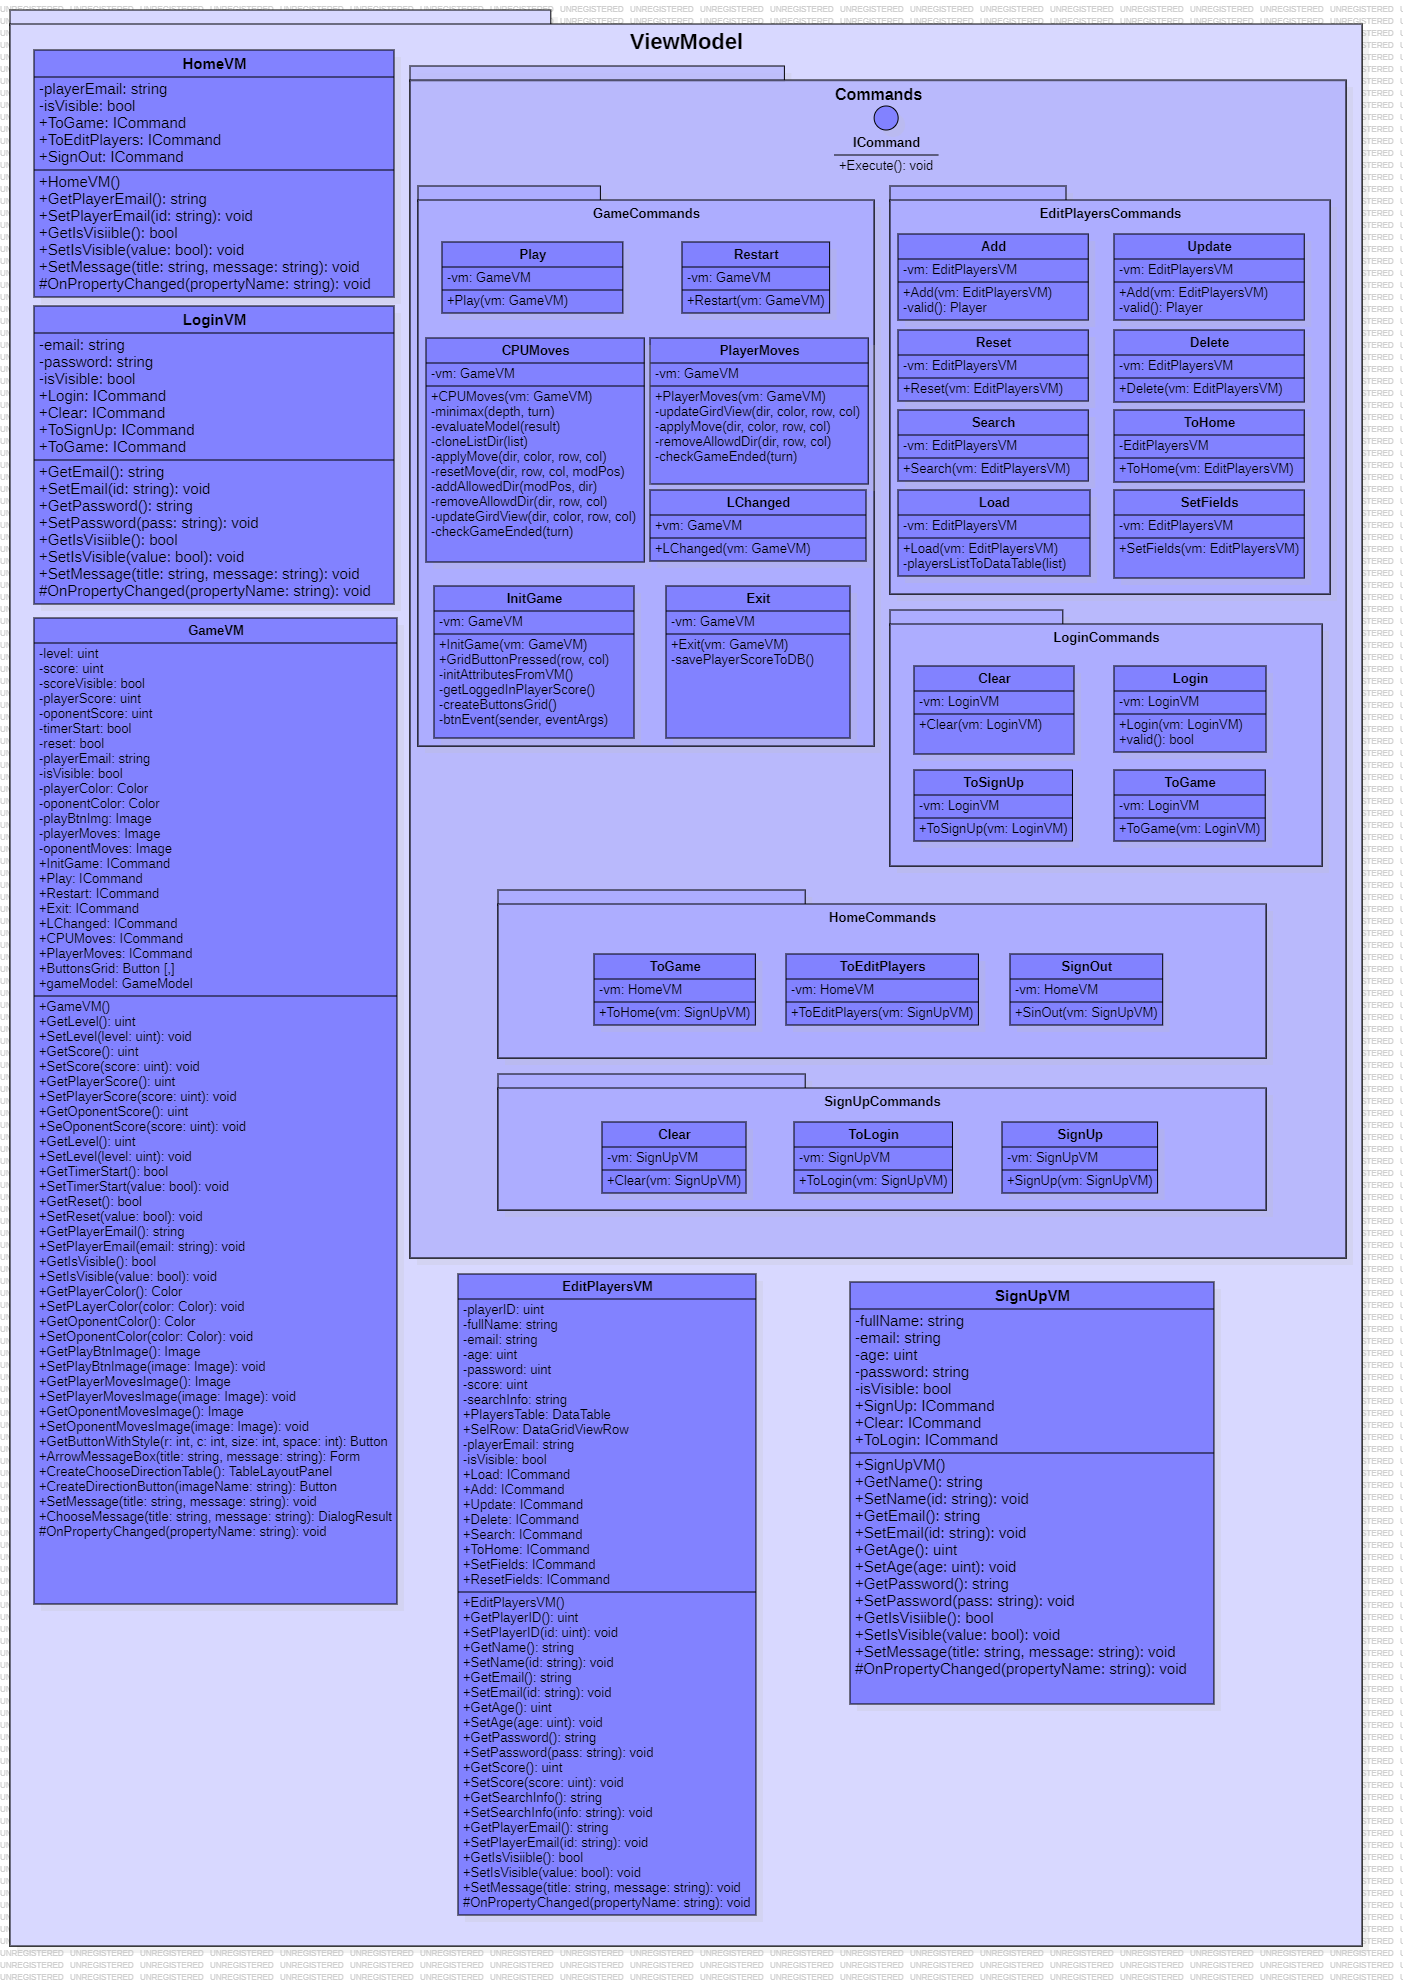 ViewModel
HomeVM
-playerEmail: string
-isVisible: bool
+ToGame: ICommand
+ToEditPlayers: ICommand
+SignOut: ICommand
+HomeVM()
+GetPlayerEmail(): string
+SetPlayerEmail(id: string): void
+GetIsVisiible(): bool
+SetIsVisible(value: bool): void
+SetMessage(title: string, message: string): void
#OnPropertyChanged(propertyName: string): void
LoginVM
-email: string
-password: string
-isVisible: bool
+Login: ICommand
+Clear: ICommand
+ToSignUp: ICommand
+ToGame: ICommand
+GetEmail(): string
+SetEmail(id: string): void
+GetPassword(): string
+SetPassword(pass: string): void
+GetIsVisiible(): bool
+SetIsVisible(value: bool): void
+SetMessage(title: string, message: string): void
#OnPropertyChanged(propertyName: string): void
GameVM
-level: uint
-score: uint
-scoreVisible: bool
-playerScore: uint
-oponentScore: uint
-timerStart: bool
-reset: bool
-playerEmail: string
-isVisible: bool
-playerColor: Color
-oponentColor: Color
-playBtnImg: Image
-playerMoves: Image
-oponentMoves: Image
+InitGame: ICommand
+Play: ICommand
+Restart: ICommand
+Exit: ICommand
+LChanged: ICommand
+CPUMoves: ICommand
+PlayerMoves: ICommand
+ButtonsGrid: Button [,]
+gameModel: GameModel
+GameVM()
+GetLevel(): uint
+SetLevel(level: uint): void
+GetScore(): uint
+SetScore(score: uint): void
+GetPlayerScore(): uint
+SetPlayerScore(score: uint): void
+GetOponentScore(): uint
+SeOponentScore(score: uint): void
+GetLevel(): uint
+SetLevel(level: uint): void
+GetTimerStart(): bool
+SetTimerStart(value: bool): void
+GetReset(): bool
+SetReset(value: bool): void
+GetPlayerEmail(): string
+SetPlayerEmail(email: string): void
+GetIsVisible(): bool
+SetIsVisible(value: bool): void
+GetPlayerColor(): Color
+SetPLayerColor(color: Color): void
+GetOponentColor(): Color
+SetOponentColor(color: Color): void
+GetPlayBtnImage(): Image
+SetPlayBtnImage(image: Image): void
+GetPlayerMovesImage(): Image
+SetPlayerMovesImage(image: Image): void
+GetOponentMovesImage(): Image
+SetOponentMovesImage(image: Image): void
+GetButtonWithStyle(r: int, c: int, size: int, space: int): Button
+ArrowMessageBox(title: string, message: string): Form
+CreateChooseDirectionTable(): TableLayoutPanel
+CreateDirectionButton(imageName: string): Button
+SetMessage(title: string, message: string): void
+ChooseMessage(title: string, message: string): DialogResult
#OnPropertyChanged(propertyName: string): void
Commands
ICommand
+Execute(): void
GameCommands
Play
-vm: GameVM
+Play(vm: GameVM)
Restart
-vm: GameVM
+Restart(vm: GameVM)
CPUMoves
-vm: GameVM
+CPUMoves(vm: GameVM)
-minimax(depth, turn)
-evaluateModel(result)
-cloneListDir(list)
-applyMove(dir, color, row, col)
-resetMove(dir, row, col, modPos)
-addAllowedDir(modPos, dir)
-removeAllowdDir(dir, row, col)
-updateGirdView(dir, color, row, col)
-checkGameEnded(turn)
PlayerMoves
-vm: GameVM
+PlayerMoves(vm: GameVM)
-updateGirdView(dir, color, row, col)
-applyMove(dir, color, row, col)
-removeAllowdDir(dir, row, col)
-checkGameEnded(turn)
LChanged
+vm: GameVM
+LChanged(vm: GameVM)
InitGame
-vm: GameVM
+InitGame(vm: GameVM)
+GridButtonPressed(row, col)
-initAttributesFromVM()
-getLoggedInPlayerScore()
-createButtonsGrid()
-btnEvent(sender, eventArgs)
Exit
-vm: GameVM
+Exit(vm: GameVM)
-savePlayerScoreToDB()
EditPlayersCommands
Add
-vm: EditPlayersVM
+Add(vm: EditPlayersVM)
-valid(): Player
Update
-vm: EditPlayersVM
+Add(vm: EditPlayersVM)
-valid(): Player
Reset
-vm: EditPlayersVM
+Reset(vm: EditPlayersVM)
Delete
-vm: EditPlayersVM
+Delete(vm: EditPlayersVM)
Search
-vm: EditPlayersVM
+Search(vm: EditPlayersVM)
ToHome
-EditPlayersVM
+ToHome(vm: EditPlayersVM)
Load
-vm: EditPlayersVM
+Load(vm: EditPlayersVM)
-playersListToDataTable(list)
SetFields
-vm: EditPlayersVM
+SetFields(vm: EditPlayersVM)
LoginCommands
Clear
-vm: LoginVM
+Clear(vm: LoginVM)
Login
-vm: LoginVM
+Login(vm: LoginVM)
+valid(): bool
ToSignUp
-vm: LoginVM
+ToSignUp(vm: LoginVM)
ToGame
-vm: LoginVM
+ToGame(vm: LoginVM)
HomeCommands
ToGame
-vm: HomeVM
+ToHome(vm: SignUpVM)
ToEditPlayers
-vm: HomeVM
+ToEditPlayers(vm: SignUpVM)
SignOut
-vm: HomeVM
+SinOut(vm: SignUpVM)
SignUpCommands
Clear
-vm: SignUpVM
+Clear(vm: SignUpVM)
ToLogin
-vm: SignUpVM
+ToLogin(vm: SignUpVM)
SignUp
-vm: SignUpVM
+SignUp(vm: SignUpVM)
EditPlayersVM
-playerID: uint
-fullName: string
-email: string
-age: uint
-password: uint
-score: uint
-searchInfo: string
+PlayersTable: DataTable
+SelRow: DataGridViewRow
-playerEmail: string
-isVisible: bool
+Load: ICommand
+Add: ICommand
+Update: ICommand
+Delete: ICommand
+Search: ICommand
+ToHome: ICommand
+SetFields: ICommand
+ResetFields: ICommand
+EditPlayersVM()
+GetPlayerID(): uint
+SetPlayerID(id: uint): void
+GetName(): string
+SetName(id: string): void
+GetEmail(): string
+SetEmail(id: string): void
+GetAge(): uint
+SetAge(age: uint): void
+GetPassword(): string
+SetPassword(pass: string): void
+GetScore(): uint
+SetScore(score: uint): void
+GetSearchInfo(): string
+SetSearchInfo(info: string): void
+GetPlayerEmail(): string
+SetPlayerEmail(id: string): void
+GetIsVisiible(): bool
+SetIsVisible(value: bool): void
+SetMessage(title: string, message: string): void
#OnPropertyChanged(propertyName: string): void
SignUpVM
-fullName: string
-email: string
-age: uint
-password: string
-isVisible: bool
+SignUp: ICommand
+Clear: ICommand
+ToLogin: ICommand
+SignUpVM()
+GetName(): string
+SetName(id: string): void
+GetEmail(): string
+SetEmail(id: string): void
+GetAge(): uint
+SetAge(age: uint): void
+GetPassword(): string
+SetPassword(pass: string): void
+GetIsVisiible(): bool
+SetIsVisible(value: bool): void
+SetMessage(title: string, message: string): void
#OnPropertyChanged(propertyName: string): void
UNREGISTERED